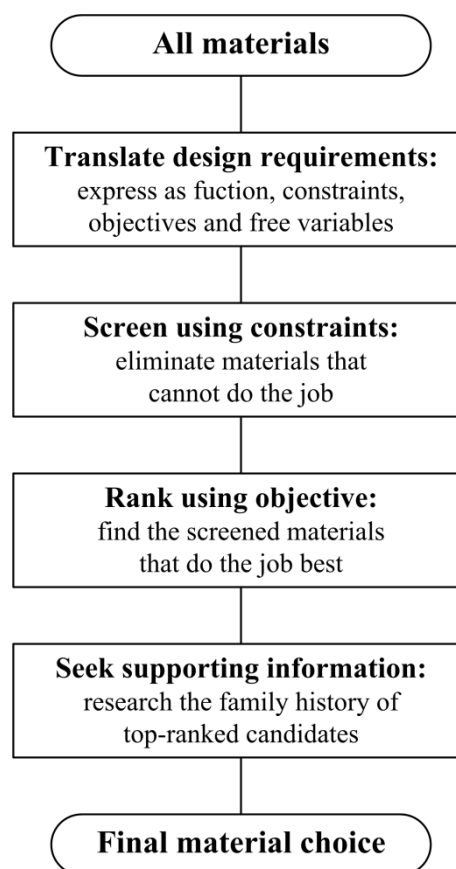 All materials
Translate design requirements:
express as fuction, constraints,
objectives and free variables
Screen using constraints:
eliminate materials that
cannot do the job
Rank using objective:
find the screened materials
that do the job best
Seek supporting information:
research the family history of
top-ranked candidates
Final material choice